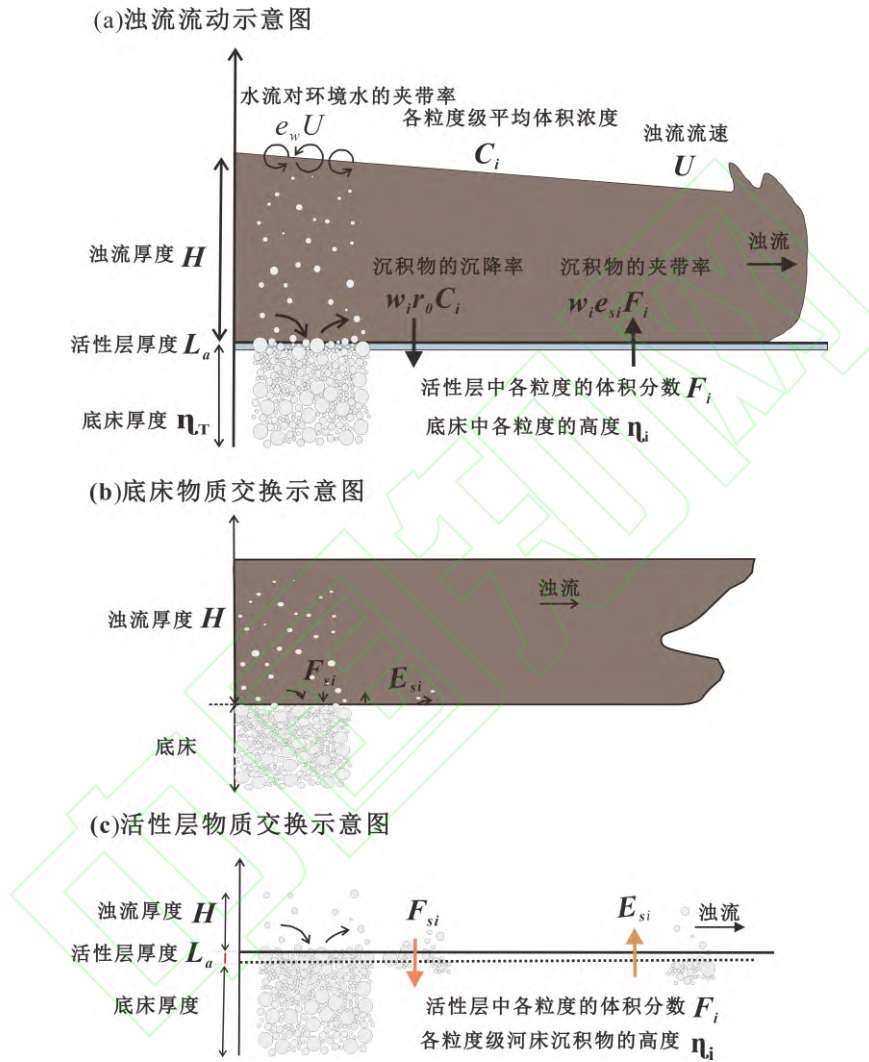 (a)浊流流动示意图
水流对环境水的夹带率
e_w U
各粒度级平均体积浓度
C_i
浊流流速
U
浊流厚度 H
沉积物的沉降率
w_i r_0 C_i
沉积物的夹带率
w_i e_si F_i
浊流
活性层厚度 L_a
活性层中各粒度的体积分数 F_i
底床厚度 η_T
底床中各粒度的高度 η_i
(b)底床物质交换示意图
浊流
浊流厚度 H
F_si
E_si
底床
(c)活性层物质交换示意图
浊流厚度 H
F_si
E_si
浊流
活性层厚度 L_a
底床厚度
活性层中各粒度的体积分数 F_i
各粒度级河床沉积物的高度 η_i